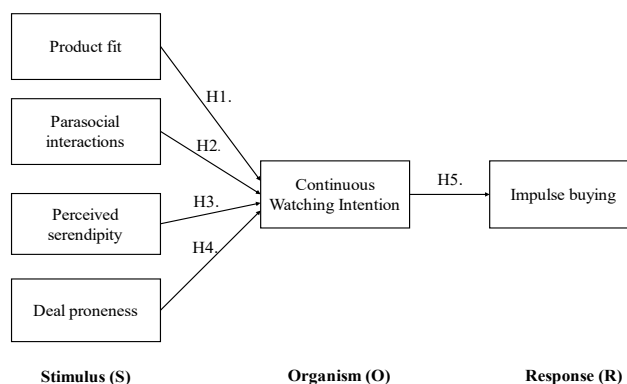 Product fit
H1.
Parasocial
interactions
H2.
Continuous
Watching Intention
H5.
Impulse buying
H3.
Perceived
serendipity
H4.
Deal proneness
Stimulus (S)
Organism (O)
Response (R)